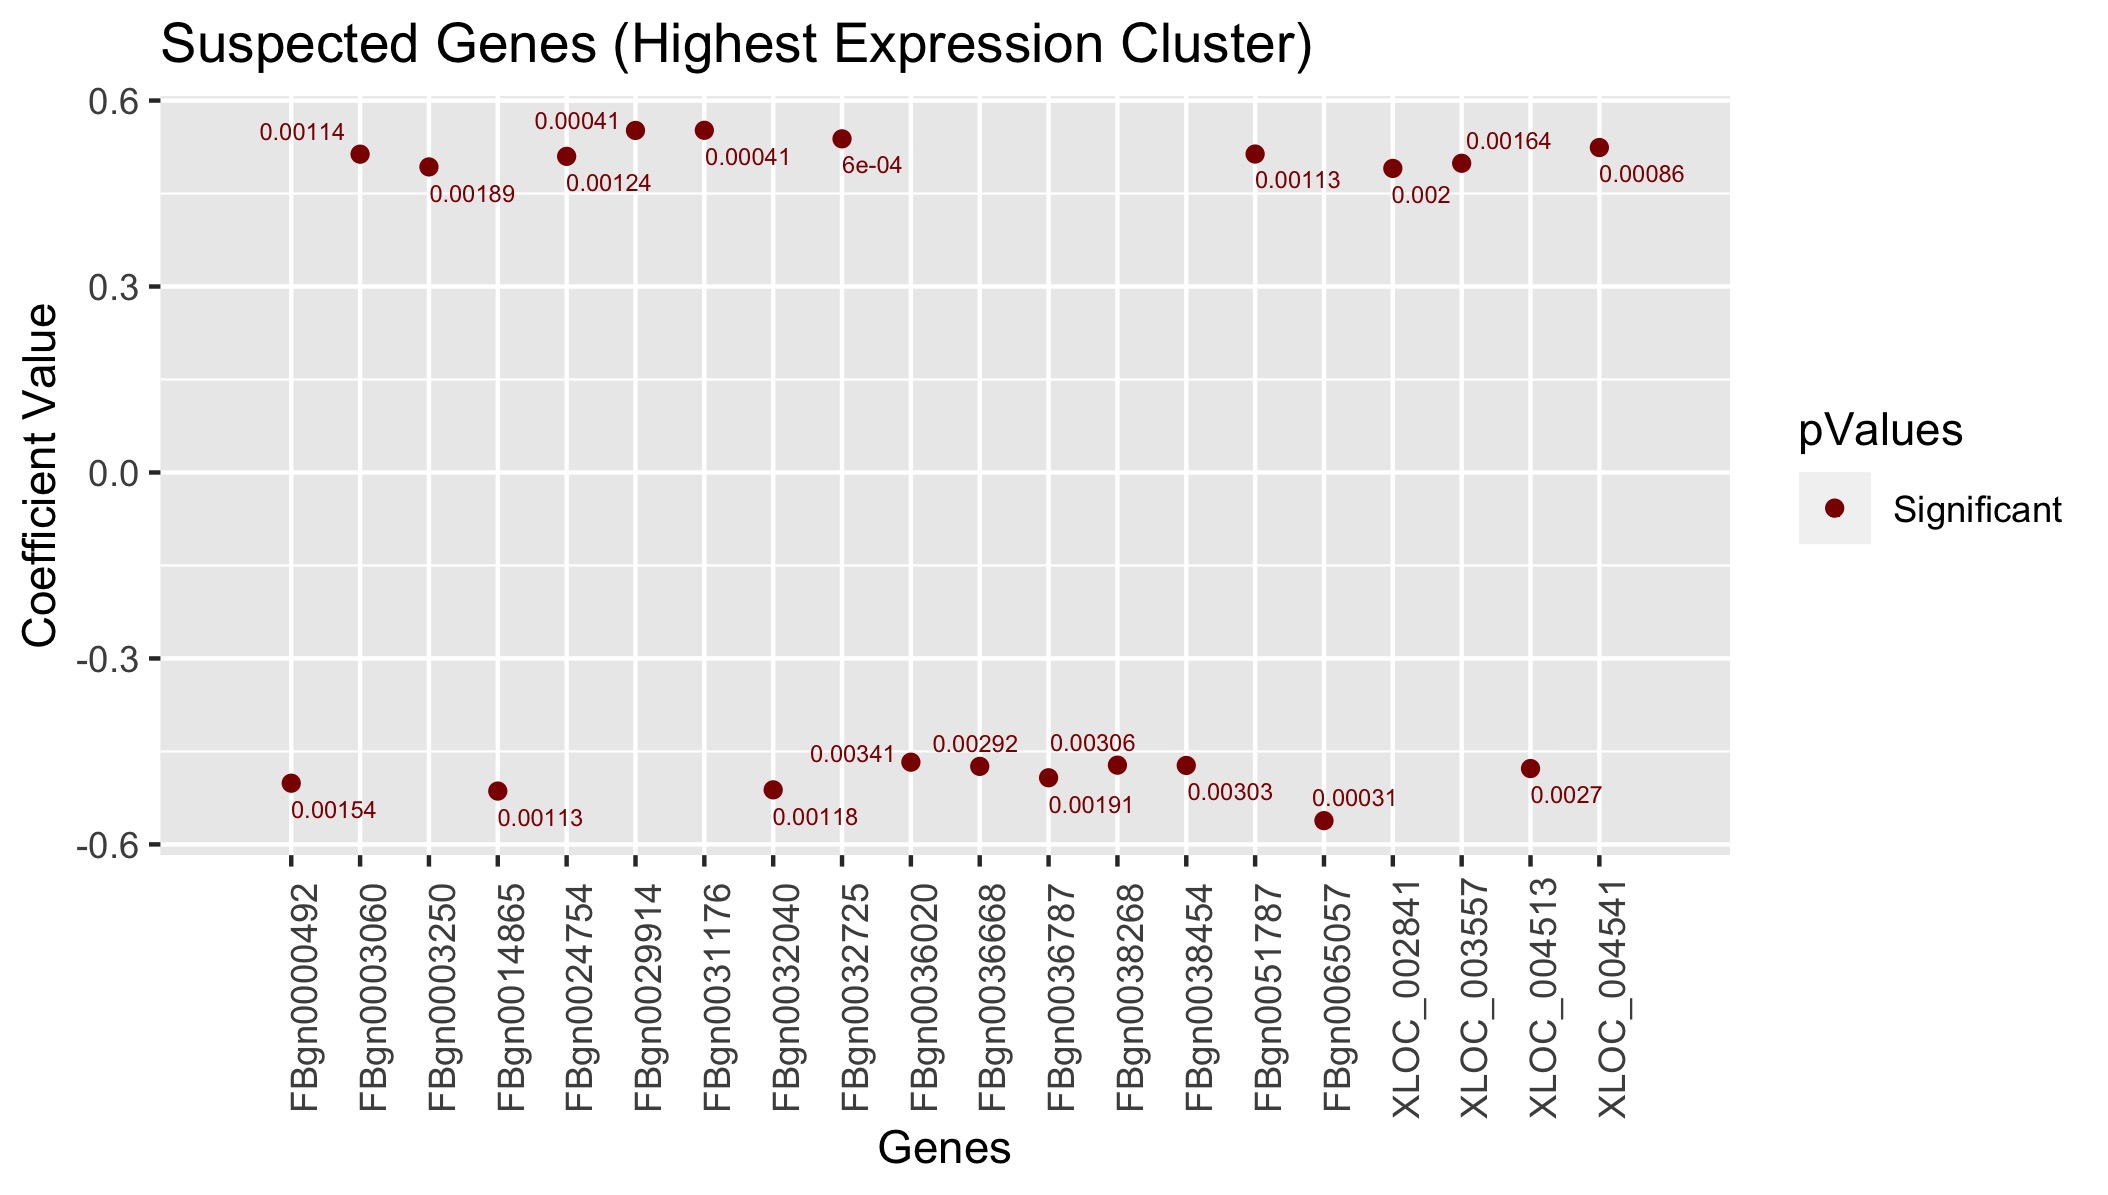 Suspected Genes (Highest Expression Cluster)
Coefficient Value
0.6
0.3
0.0
-0.3
-0.6
0.00114
0.00189
0.00124
0.00041
0.00041
6e-04
0.00113
0.002
0.00164
0.00086
0.00154
0.00113
0.00118
0.00341
0.00292
0.00191
0.00306
0.00303
0.00031
0.0027
FBgn0000492
FBgn0003060
FBgn0003250
FBgn0014865
FBgn0024754
FBgn0029914
FBgn0031176
FBgn0032040
FBgn0032725
FBgn0036020
FBgn0036668
FBgn0036787
FBgn0038268
FBgn0038454
FBgn0051787
FBgn0065057
XLOC_002841
XLOC_003557
XLOC_004513
XLOC_004541
Genes
pValues
Significant